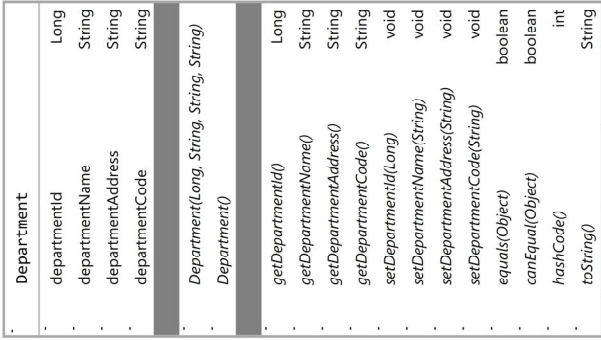 - Department
- departmentId Long
- departmentName String
- departmentAddress String
- departmentCode String
- Department(Long, String, String, String)
- Department()
- getDepartmentId() Long
- getDepartmentName() String
- getDepartmentAddress() String
- getDepartmentCode() String
- setDepartmentId(Long) void
- setDepartmentName(String) void
- setDepartmentAddress(String) void
- setDepartmentCode(String) void
- equals(Object) boolean
- canEqual(Object) boolean
- hashCode() int
- toString() String